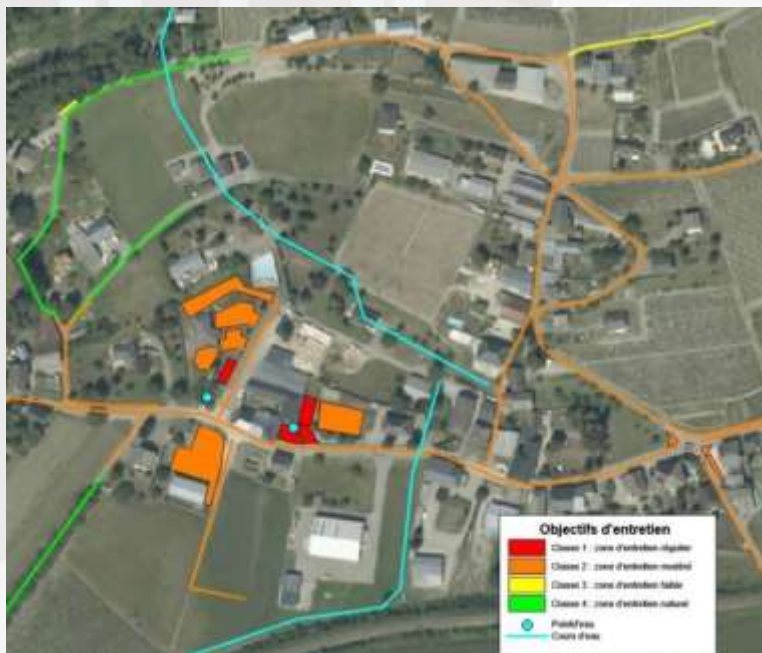 Objectifs d'entretien
Classe 1 : zone d'entretien régulier
Classe 2 : zone d'entretien modéré
Classe 3 : zone d'entretien faible
Classe 4 : zone d'entretien naturel
Point d'eau
Cours d'eau